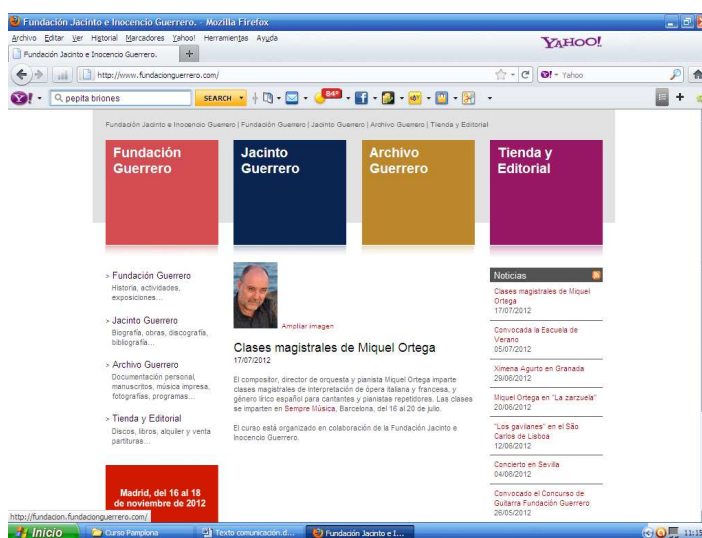 Fundación Jacinto e Inocencio Guerrero. - Mozilla Firefox
Archivo Editar Ver Historial Marcadores Yahoo! Herramientas Ayuda
YAHOO!
Fundación Jacinto e Inocencio Guerrero.
http://www.fundacionguerrero.com/
Yahoo
pepita briones
SEARCH
84°
Fundación Jacinto e Inocencio Guerrero | Fundación Guerrero | Jacinto Guerrero | Archivo Guerrero | Tienda y Editorial
Fundación
Guerrero
Jacinto
Guerrero
Archivo
Guerrero
Tienda y
Editorial
> Fundación Guerrero
Historia, actividades,
exposiciones...
> Jacinto Guerrero
Biografía, obras, discografía,
bibliografía...
> Archivo Guerrero
Documentación personal,
manuscritos, música impresa,
fotografías, programas...
> Tienda y Editorial
Discos, libros, alquiler y venta
partituras...
Madrid, del 16 al 18
de noviembre de 2012
Ampliar imagen
Clases magistrales de Miquel Ortega
17/07/2012
El compositor, director de orquesta y pianista Miquel Ortega imparte
clases magistrales de interpretación de ópera italiana y francesa, y
género lírico español para cantantes y pianistas repetidores. Las clases
se imparten en Sempre Música, Barcelona, del 16 al 20 de julio.
El curso está organizado en colaboración de la Fundación Jacinto e
Inocencio Guerrero.
Noticias
Clases magistrales de Miquel
Ortega
17/07/2012
Convocada la Escuela de
Verano
05/07/2012
Ximena Agurto en Granada
29/06/2012
Miquel Ortega en "La zarzuela"
20/06/2012
"Los gavilanes" en el São
Carlos de Lisboa
12/06/2012
Concierto en Sevilla
04/06/2012
Convocado el Concurso de
Guitarra Fundación Guerrero
26/05/2012
http://fundacion.fundacionguerrero.com/
Inicio
Curso Pamplona
Texto comunicación.d...
Fundación Jacinto e I...
11:15